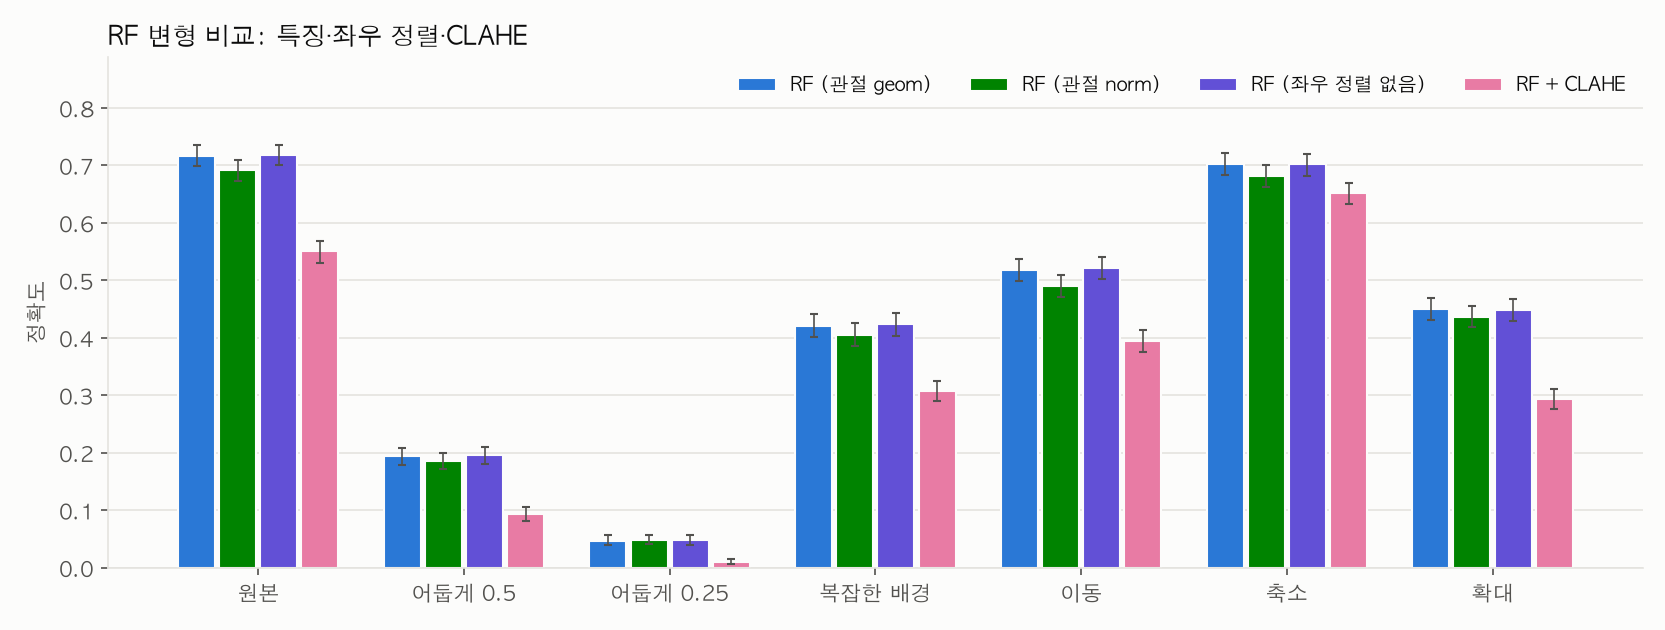 RF 변형 비교: 특징·좌우 정렬·CLAHE
RF (관절 geom) RF (관절 norm) RF (좌우 정렬 없음) RF + CLAHE
정확도
0.8
0.7
0.6
0.5
0.4
0.3
0.2
0.1
0.0
원본 어둡게 0.5 어둡게 0.25 복잡한 배경 이동 축소 확대